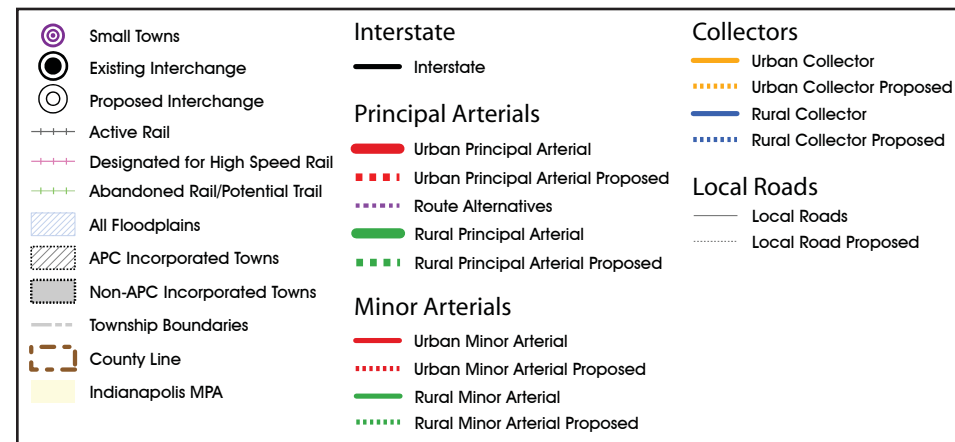 Small Towns
Existing Interchange
Proposed Interchange
Active Rail
Designated for High Speed Rail
Abandoned Rail/Potential Trail
All Floodplains
APC Incorporated Towns
Non-APC Incorporated Towns
Township Boundaries
County Line
Indianapolis MPA
Interstate
Interstate
Principal Arterials
Urban Principal Arterial
Urban Principal Arterial Proposed
Route Alternatives
Rural Principal Arterial
Rural Principal Arterial Proposed
Minor Arterials
Urban Minor Arterial
Urban Minor Arterial Proposed
Rural Minor Arterial
Rural Minor Arterial Proposed
Collectors
Urban Collector
Urban Collector Proposed
Rural Collector
Rural Collector Proposed
Local Roads
Local Roads
Local Road Proposed